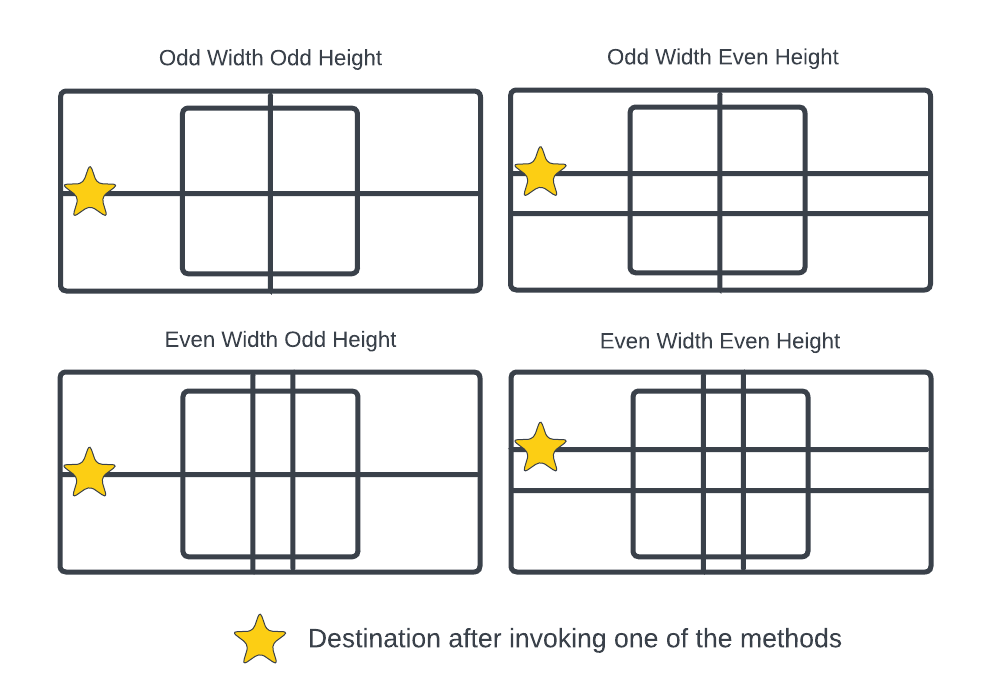 Odd Width Odd Height
Odd Width Even Height
Even Width Odd Height
Even Width Even Height
Destination after invoking one of the methods